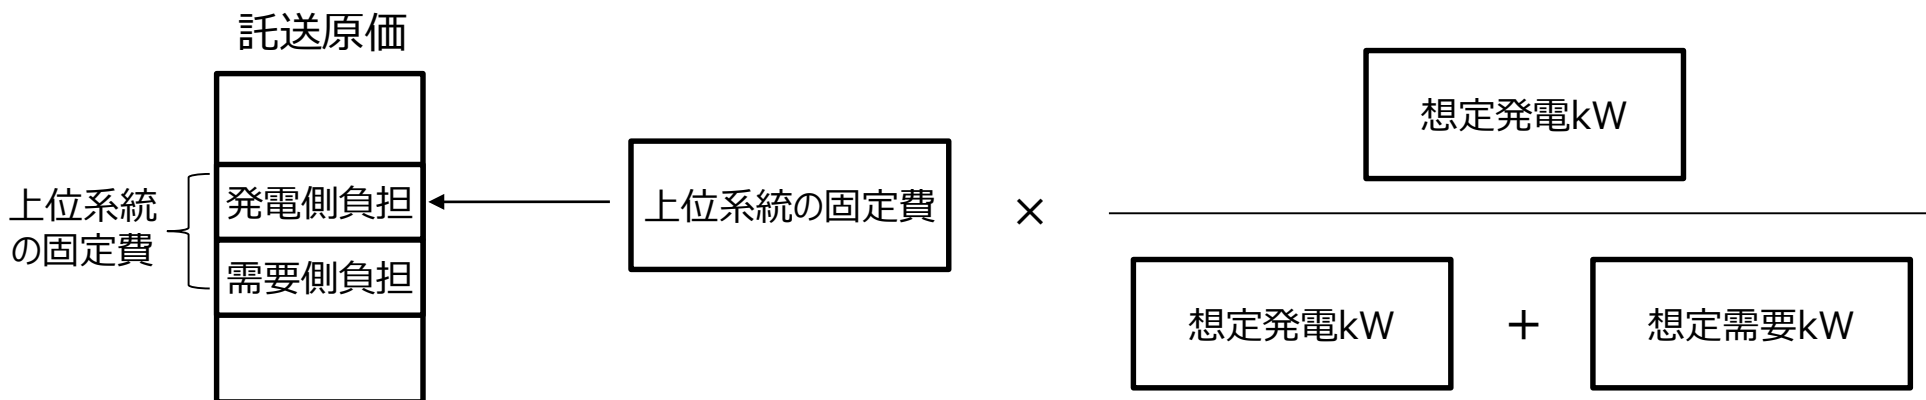 託送原価
上位系統
の固定費
発電側負担
需要側負担
上位系統の固定費
×
想定発電kW
想定発電kW
+
想定需要kW